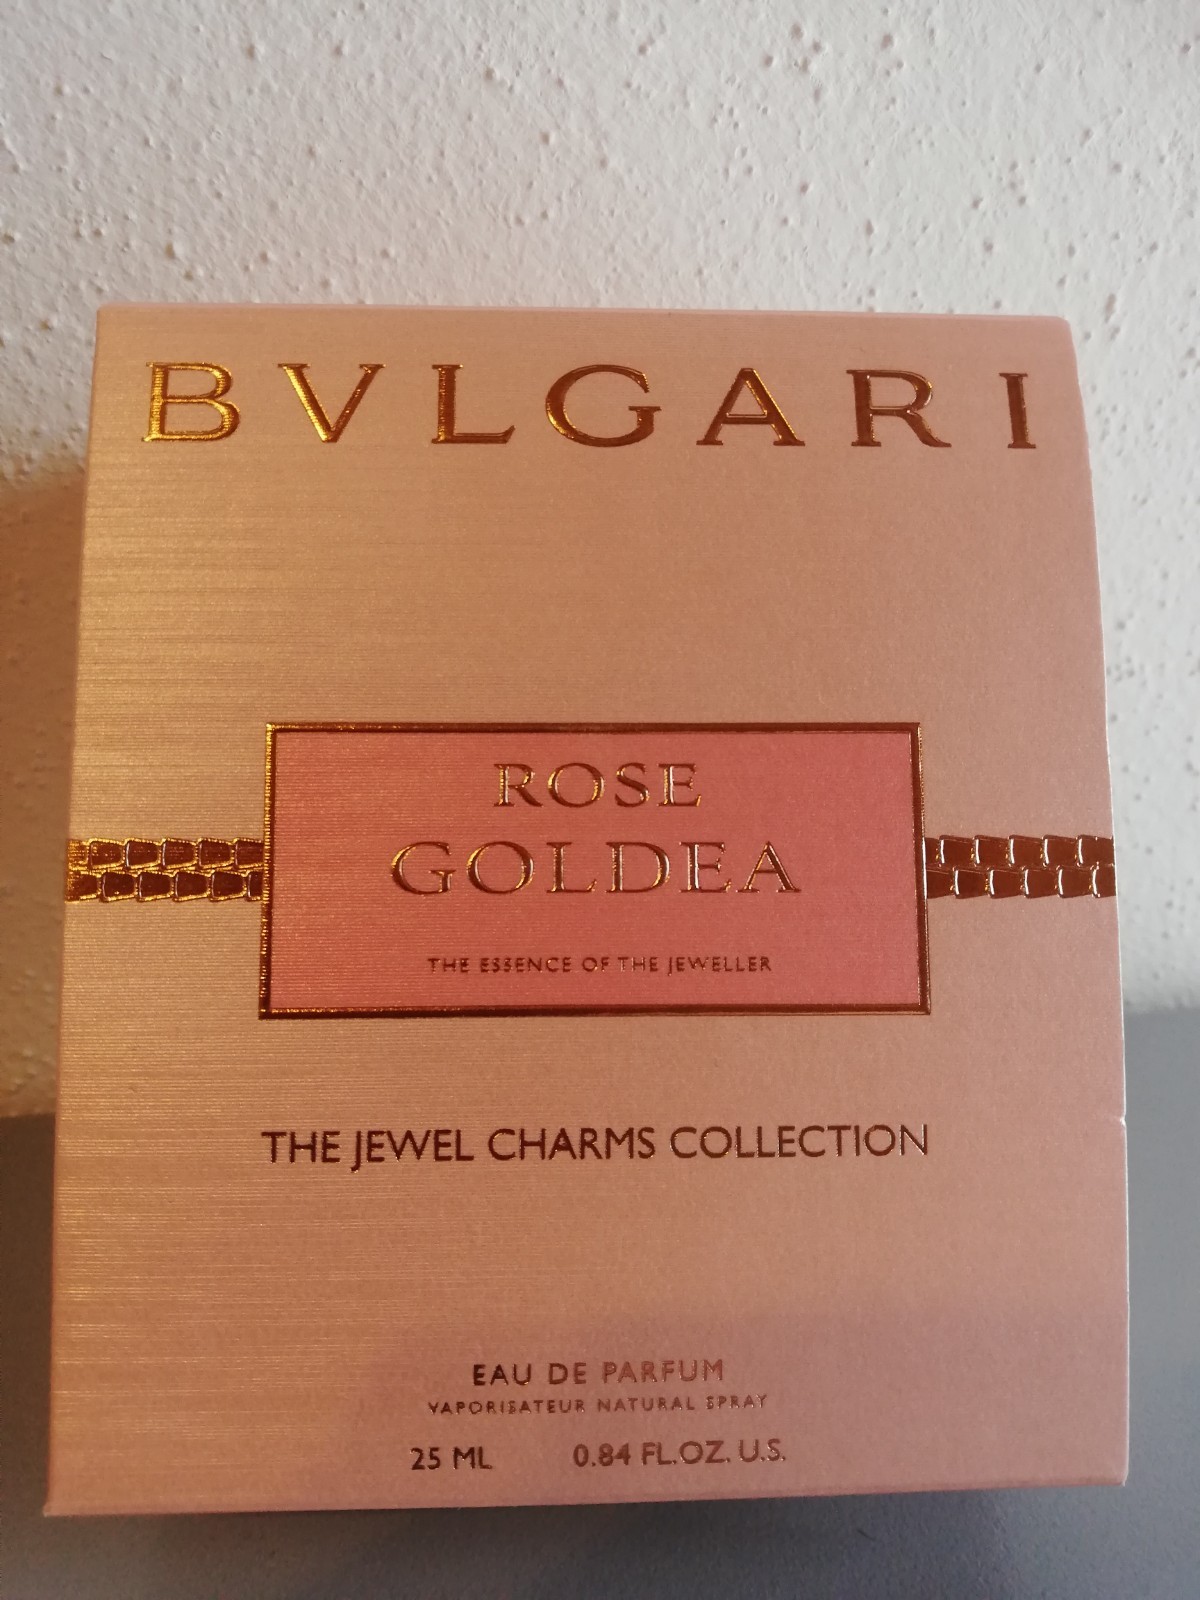 BVLGARI
ROSE
GOLDEA
THE ESSENCE OF THE JEWELLER
THE JEWEL CHARMS COLLECTION
EAU DE PARFUM
VAPORISATEUR NATURAL SPRAY
25 ML 0.84 FL.OZ. U.S.